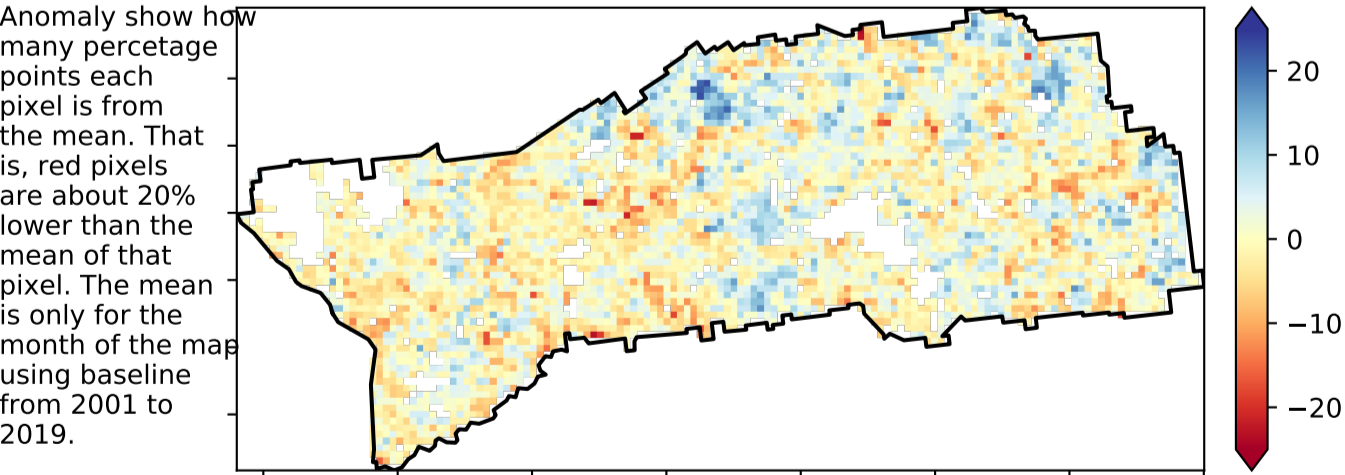 Anomaly show how
many percetage
points each
pixel is from
the mean. That
is, red pixels
are about 20%
lower than the
mean of that
pixel. The mean
is only for the
month of the map
using baseline
from 2001 to
2019.
20
10
0
−10
−20